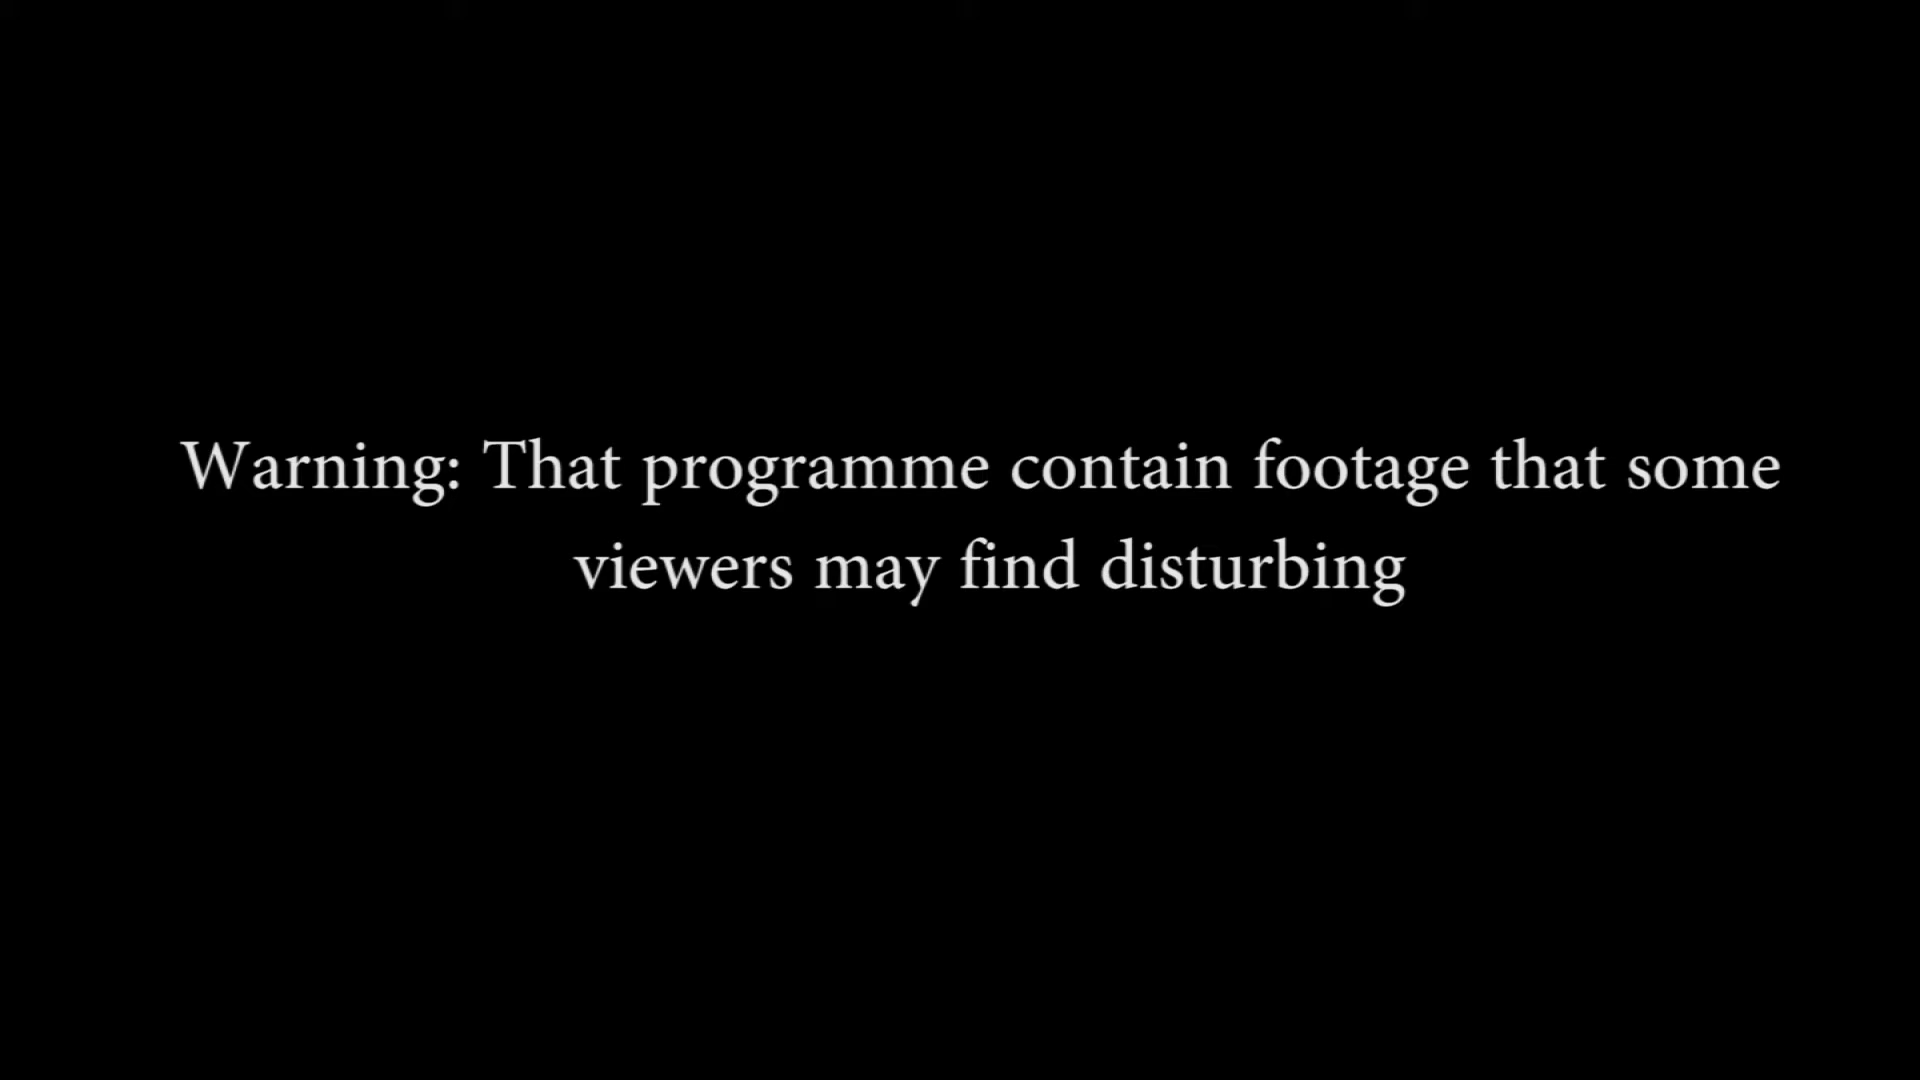 Warning: That programme contain footage that some
viewers may find disturbing